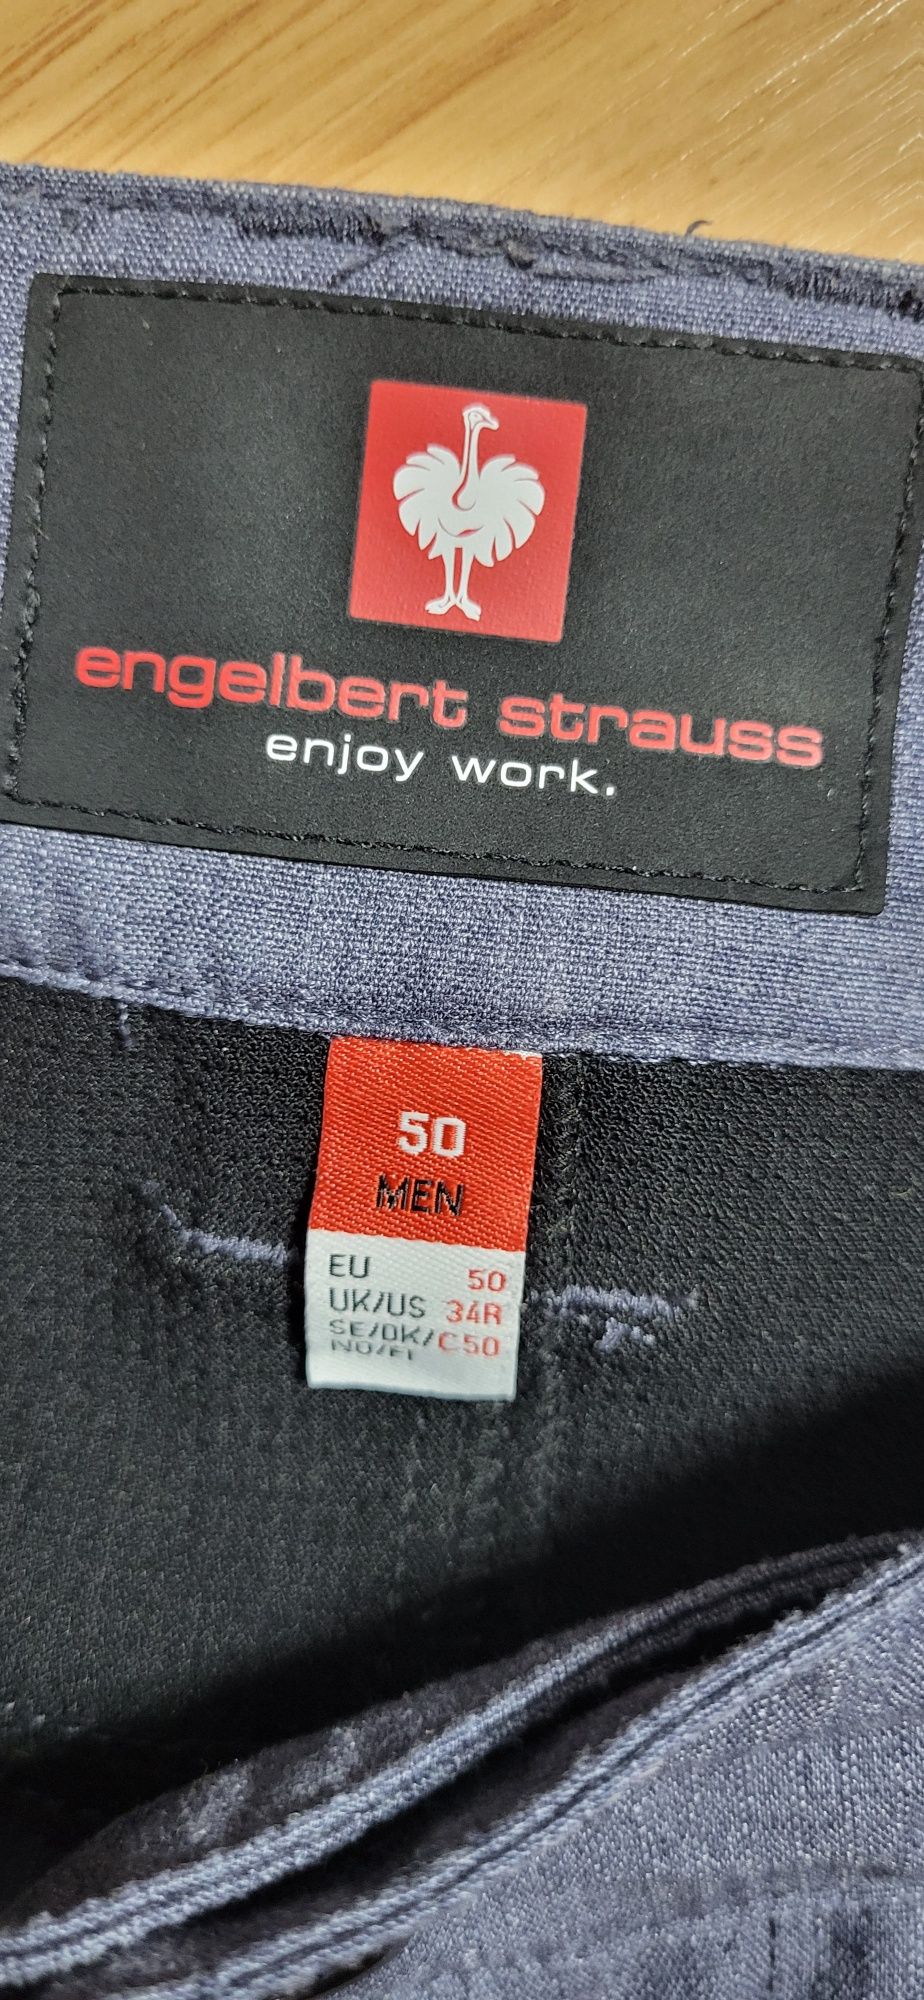 engelbert strauss
enjoy work.
50
MEN
EU 50
UK/US 34R
SE/DK/ C50
NO/FI